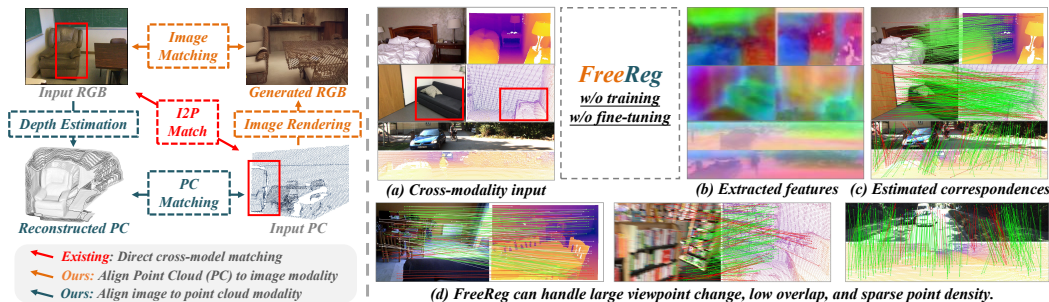 Image
Matching
Input RGB
Generated RGB
Depth Estimation
I2P
Match
Image Rendering
PC
Matching
Reconstructed PC
Input PC
Existing: Direct cross-model matching
Ours: Align Point Cloud (PC) to image modality
Ours: Align image to point cloud modality.
FreeReg
w/o training
w/o fine-tuning
(a) Cross-modality input
(b) Extracted features
(c) Estimated correspondences
(d) FreeReg can handle large viewpoint change, low overlap, and sparse point density.